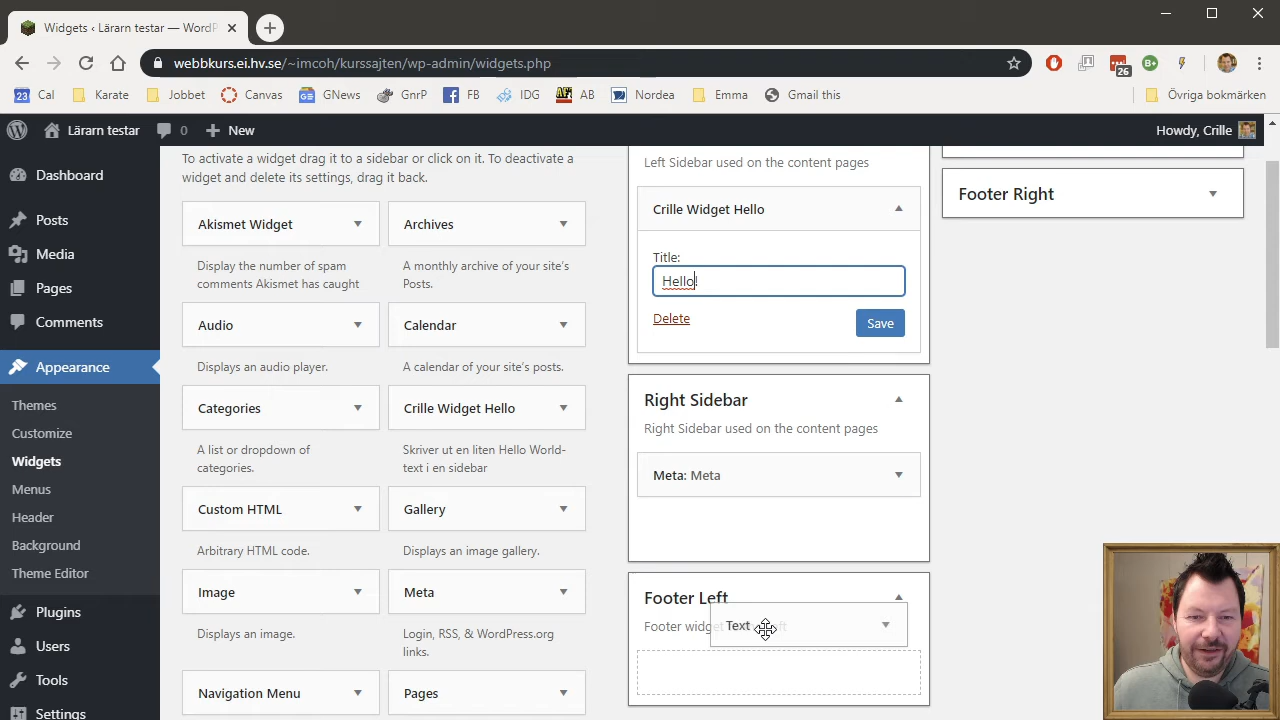 Widgets ‹ Lärarn testar — WordP
webbkurs.ei.hv.se/~imcoh/kurssajten/wp-admin/widgets.php
26
23 Cal
Karate
Jobbet
Canvas
GNews
GnrP
FB
IDG
AB
Nordea
Emma
Gmail this
Övriga bokmärken
Lärarn testar
0
New
Howdy, Crille
Dashboard
Posts
Media
Pages
Comments
Appearance
Themes
Customize
Widgets
Menus
Header
Background
Theme Editor
Plugins
Users
Tools
Settings
To activate a widget drag it to a sidebar or click on it. To deactivate a
widget and delete its settings, drag it back.
Akismet Widget
Display the number of spam
comments Akismet has caught
Archives
A monthly archive of your site's
Posts.
Audio
Displays an audio player.
Calendar
A calendar of your site's posts.
Categories
A list or dropdown of
categories.
Crille Widget Hello
Skriver ut en liten Hello World-
text i en sidebar
Custom HTML
Arbitrary HTML code.
Gallery
Displays an image gallery.
Image
Displays an image.
Meta
Login, RSS, & WordPress.org
links.
Navigation Menu
Pages
Left Sidebar used on the content pages
Crille Widget Hello
Title:
Hello!
Delete
Save
Right Sidebar
Right Sidebar used on the content pages
Meta: Meta
Footer Left
Footer widget
Text
Footer Right